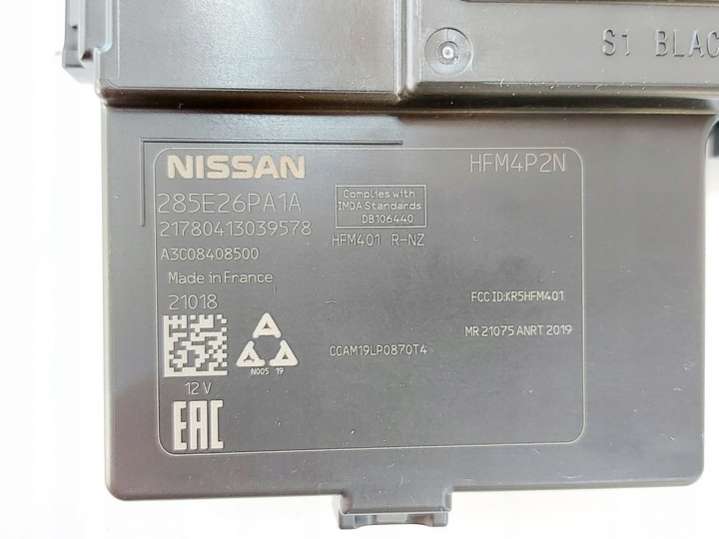 S1 BLAC
NISSAN
HFM4P2N
285E26PA1A
Complies with
IMDA Standards
DB106440
21780413039578
HFM401 R-NZ
A3C08408500
Made in France
21018
FCC ID:KR5HFM401
MR 21075 ANRT 2019
CCAM19LP0870T4
N005 19
12 V
EAC